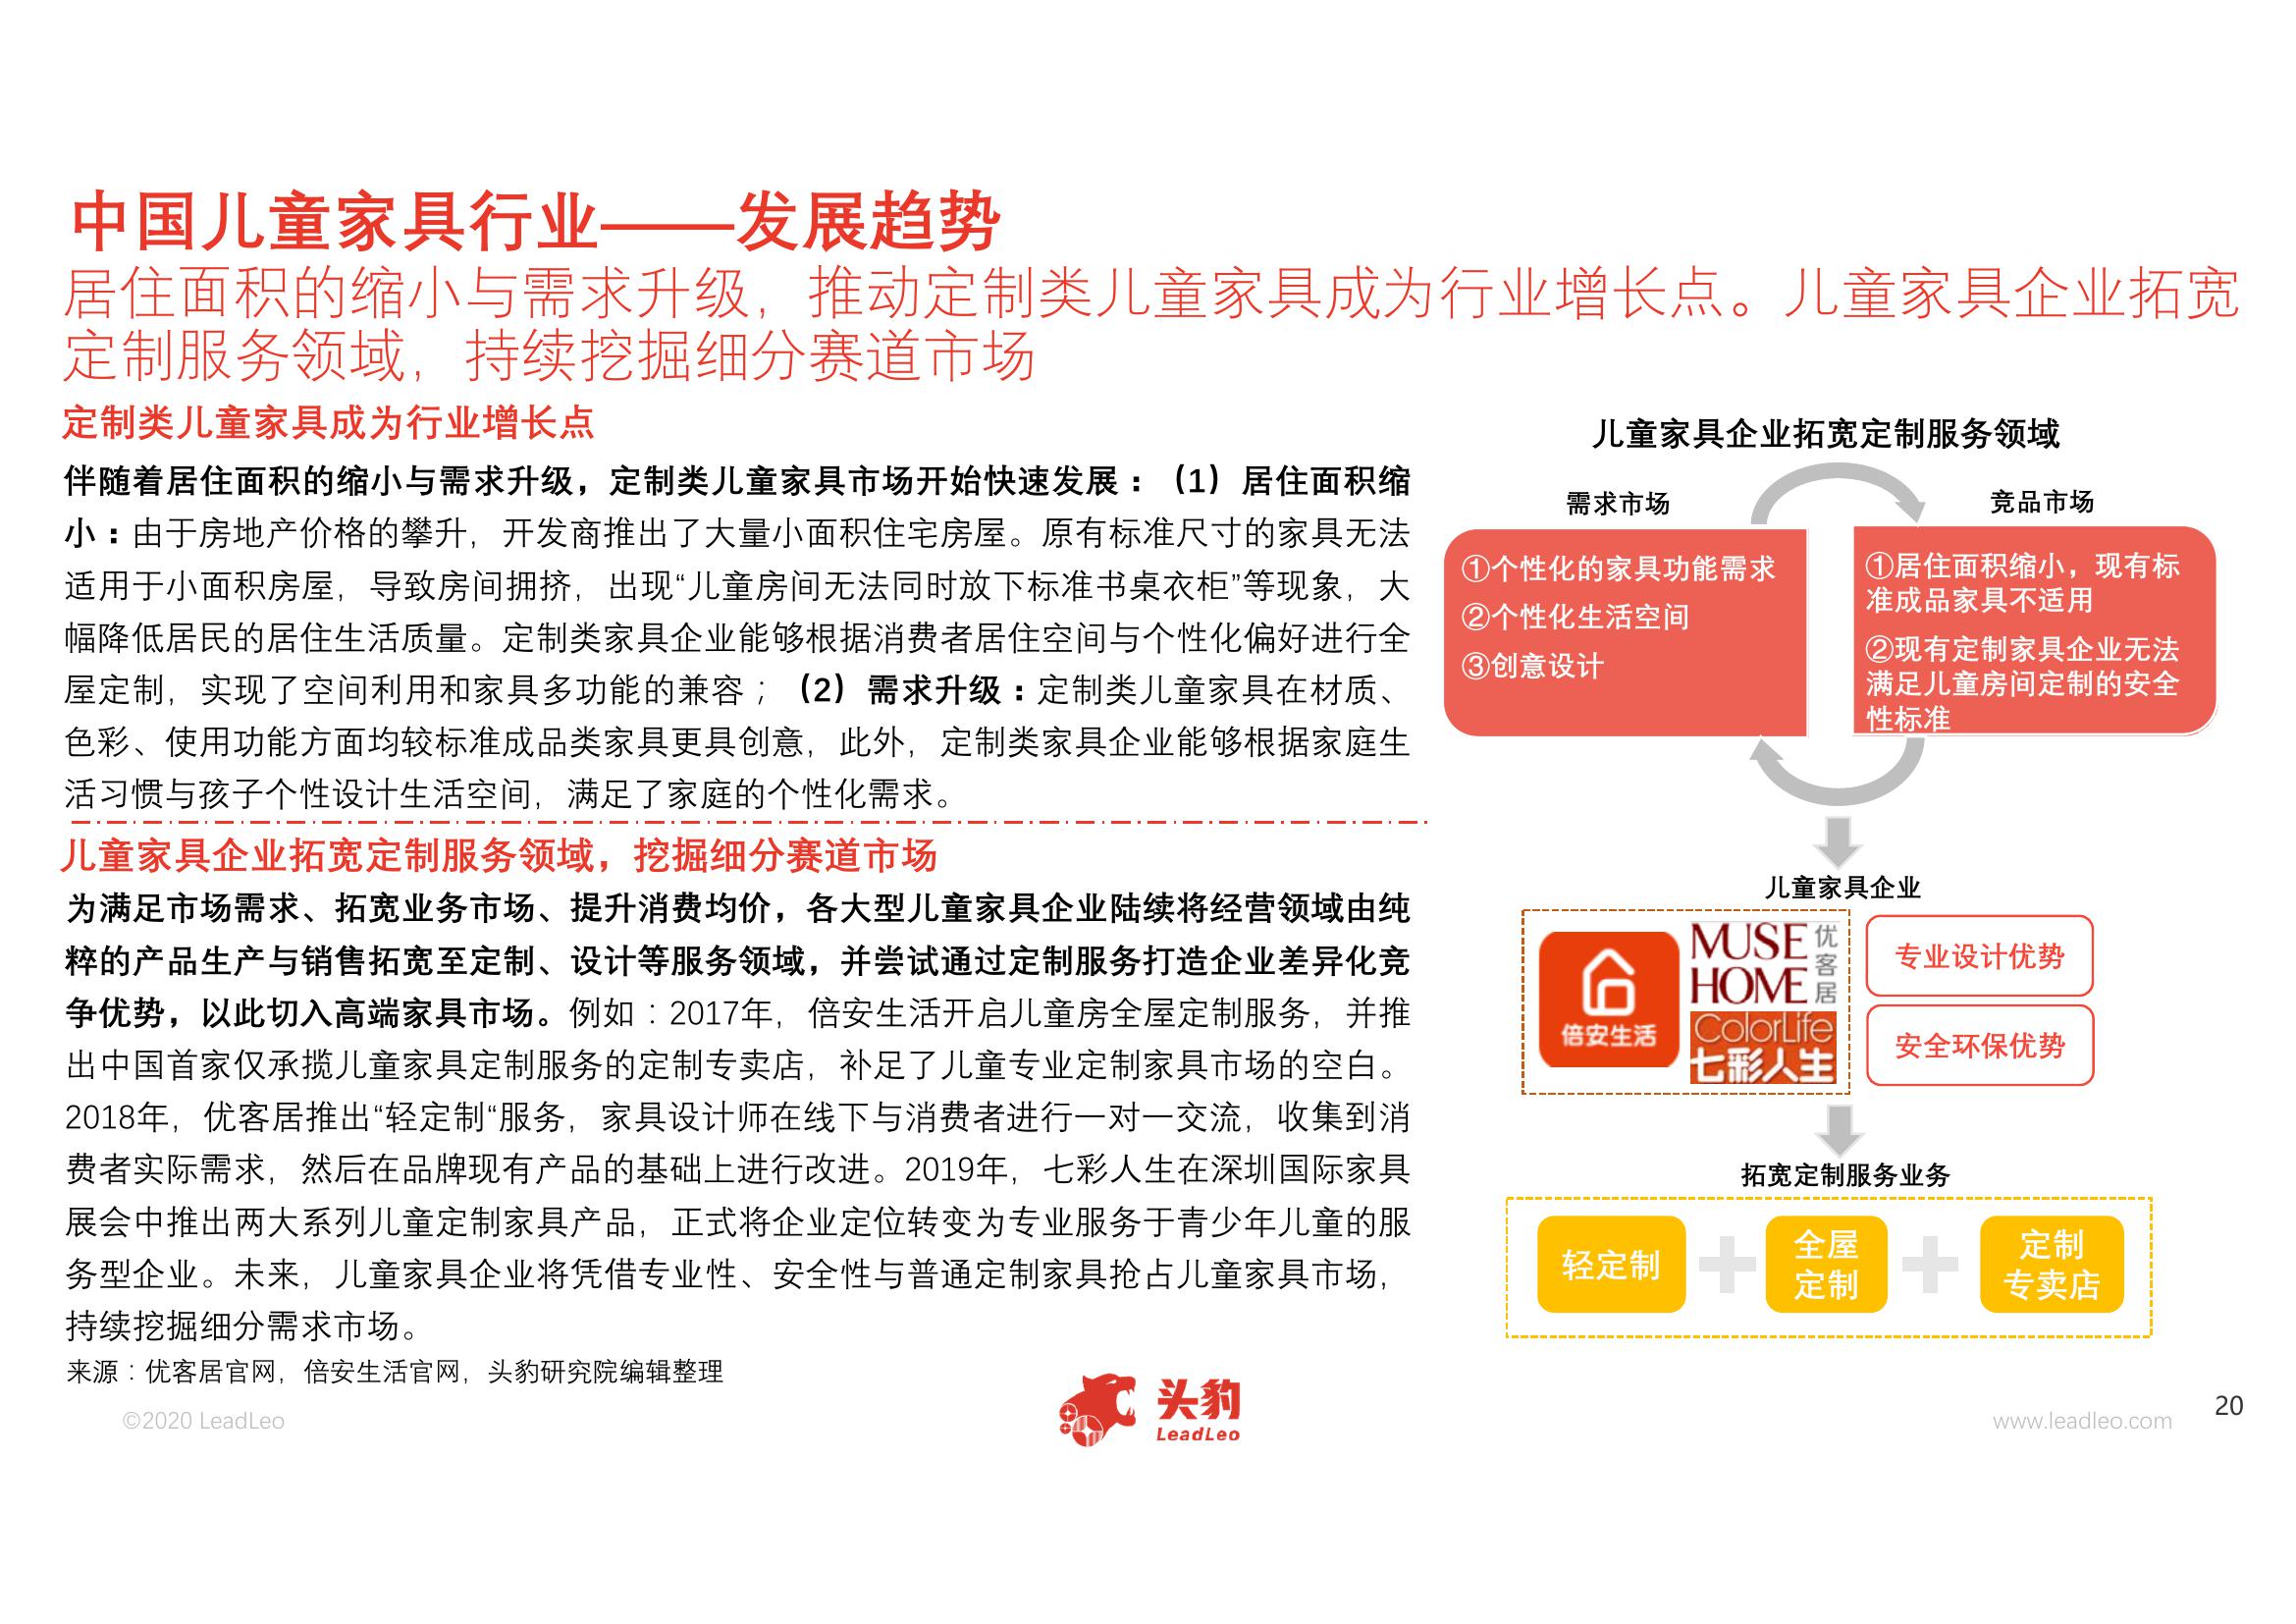 中国儿童家具行业——发展趋势
居住面积的缩小与需求升级，推动定制类儿童家具成为行业增长点。儿童家具企业拓宽
定制服务领域，持续挖掘细分赛道市场
定制类儿童家具成为行业增长点
伴随着居住面积的缩小与需求升级，定制类儿童家具市场开始快速发展：（1）居住面积缩
小：由于房地产价格的攀升，开发商推出了大量小面积住宅房屋。原有标准尺寸的家具无法
适用于小面积房屋，导致房间拥挤，出现“儿童房间无法同时放下标准书桌衣柜”等现象，大
幅降低居民的居住生活质量。定制类家具企业能够根据消费者居住空间与个性化偏好进行全
屋定制，实现了空间利用和家具多功能的兼容；（2）需求升级：定制类儿童家具在材质、
色彩、使用功能方面均较标准成品类家具更具创意，此外，定制类家具企业能够根据家庭生
活习惯与孩子个性设计生活空间，满足了家庭的个性化需求。
儿童家具企业拓宽定制服务领域，挖掘细分赛道市场
为满足市场需求、拓宽业务市场、提升消费均价，各大型儿童家具企业陆续将经营领域由纯
粹的产品生产与销售拓宽至定制、设计等服务领域，并尝试通过定制服务打造企业差异化竞
争优势，以此切入高端家具市场。例如：2017年，倍安生活开启儿童房全屋定制服务，并推
出中国首家仅承揽儿童家具定制服务的定制专卖店，补足了儿童专业定制家具市场的空白。
2018年，优客居推出“轻定制“服务，家具设计师在线下与消费者进行一对一交流，收集到消
费者实际需求，然后在品牌现有产品的基础上进行改进。2019年，七彩人生在深圳国际家具
展会中推出两大系列儿童定制家具产品，正式将企业定位转变为专业服务于青少年儿童的服
务型企业。未来，儿童家具企业将凭借专业性、安全性与普通定制家具抢占儿童家具市场，
持续挖掘细分需求市场。
来源：优客居官网，倍安生活官网，头豹研究院编辑整理
儿童家具企业拓宽定制服务领域
需求市场
①个性化的家具功能需求
②个性化生活空间
③创意设计
竞品市场
①居住面积缩小，现有标
准成品家具不适用
②现有定制家具企业无法
满足儿童房间定制的安全
性标准
儿童家具企业
倍安生活
MUSE
HOME
优客居
ColorLife
七彩人生
专业设计优势
安全环保优势
拓宽定制服务业务
轻定制
全屋
定制
定制
专卖店
©2020 LeadLeo
头豹
LeadLeo
www.leadleo.com
20